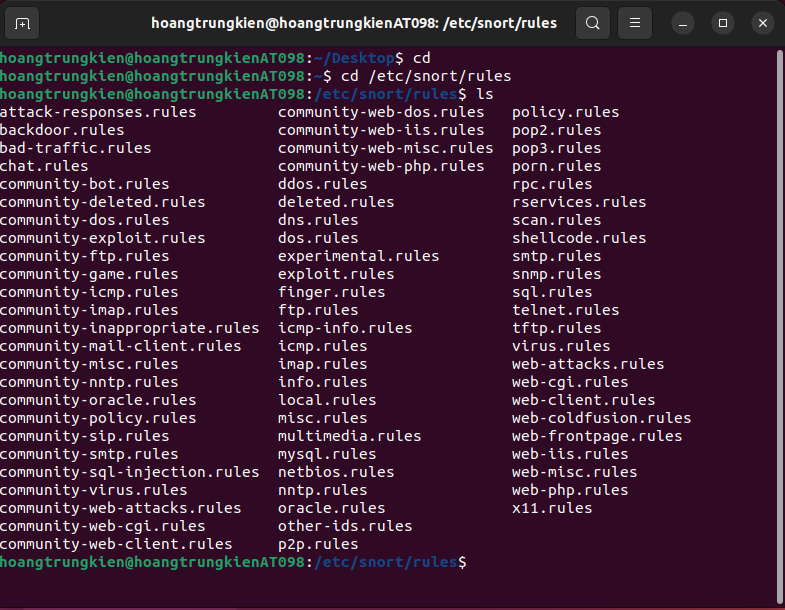 hoangtrungkien@hoangtrungkienAT098: /etc/snort/rules
hoangtrungkien@hoangtrungkienAT098:~/Desktop$ cd
hoangtrungkien@hoangtrungkienAT098:~$ cd /etc/snort/rules
hoangtrungkien@hoangtrungkienAT098:/etc/snort/rules$ ls
attack-responses.rules community-web-dos.rules policy.rules
backdoor.rules community-web-iis.rules pop2.rules
bad-traffic.rules community-web-misc.rules pop3.rules
chat.rules community-web-php.rules porn.rules
community-bot.rules ddos.rules rpc.rules
community-deleted.rules deleted.rules rservices.rules
community-dos.rules dns.rules scan.rules
community-exploit.rules dos.rules shellcode.rules
community-ftp.rules experimental.rules smtp.rules
community-game.rules exploit.rules snmp.rules
community-icmp.rules finger.rules sql.rules
community-imap.rules ftp.rules telnet.rules
community-inappropriate.rules icmp-info.rules tftp.rules
community-mail-client.rules icmp.rules virus.rules
community-misc.rules imap.rules web-attacks.rules
community-nntp.rules info.rules web-cgi.rules
community-oracle.rules local.rules web-client.rules
community-policy.rules misc.rules web-coldfusion.rules
community-sip.rules multimedia.rules web-frontpage.rules
community-smtp.rules mysql.rules web-iis.rules
community-sql-injection.rules netbios.rules web-misc.rules
community-virus.rules nntp.rules web-php.rules
community-web-attacks.rules oracle.rules x11.rules
community-web-cgi.rules other-ids.rules
community-web-client.rules p2p.rules
hoangtrungkien@hoangtrungkienAT098:/etc/snort/rules$